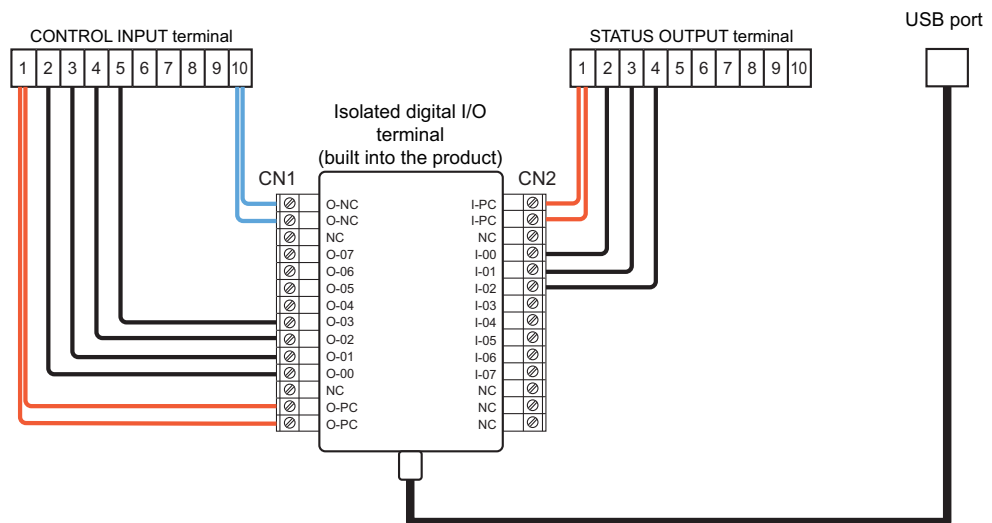 USB port
CONTROL INPUT terminal
1 2 3 4 5 6 7 8 9 10
STATUS OUTPUT terminal
1 2 3 4 5 6 7 8 9 10
Isolated digital I/O
terminal
(built into the product)
CN1
CN2
O-NC
O-NC
NC
O-07
O-06
O-05
O-04
O-03
O-02
O-01
O-00
NC
O-PC
O-PC
I-PC
I-PC
NC
I-00
I-01
I-02
I-03
I-04
I-05
I-06
I-07
NC
NC
NC